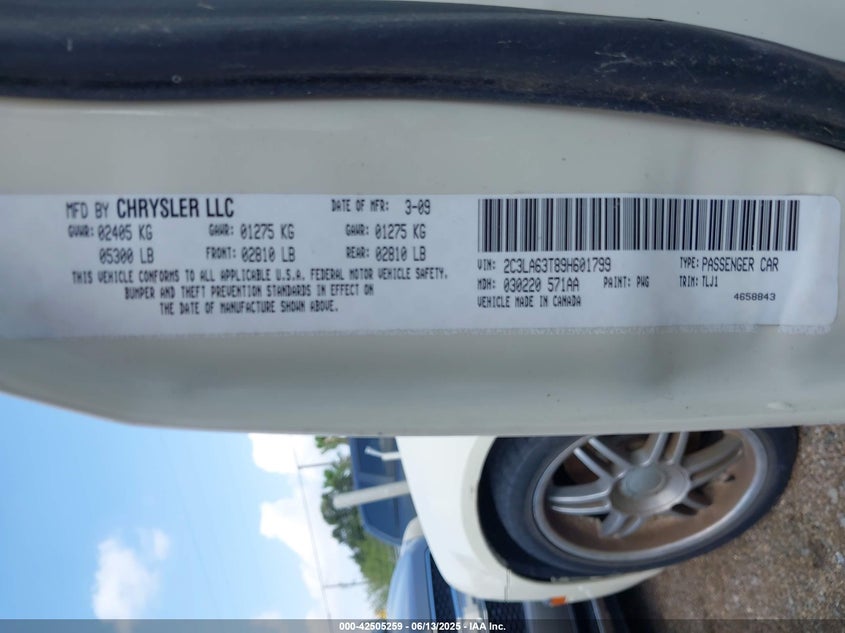 MFD BY CHRYSLER LLC DATE OF MFR: 3-09
GVWR: 02405 KG GAWR: 01275 KG GAWR: 01275 KG
05300 LB FRONT: 02810 LB REAR: 02810 LB
THIS VEHICLE CONFORMS TO ALL APPLICABLE U.S.A. FEDERAL MOTOR VEHICLE SAFETY,
BUMPER AND THEFT PREVENTION STANDARDS IN EFFECT ON
THE DATE OF MANUFACTURE SHOWN ABOVE.
VIN: 2C3LA63T89H601799 TYPE: PASSENGER CAR
MDH: 030220 571AA PAINT: PWG TRIM: TLJ1
VEHICLE MADE IN CANADA
4658843
000-42505259 - 06/13/2025 - IAA Inc.